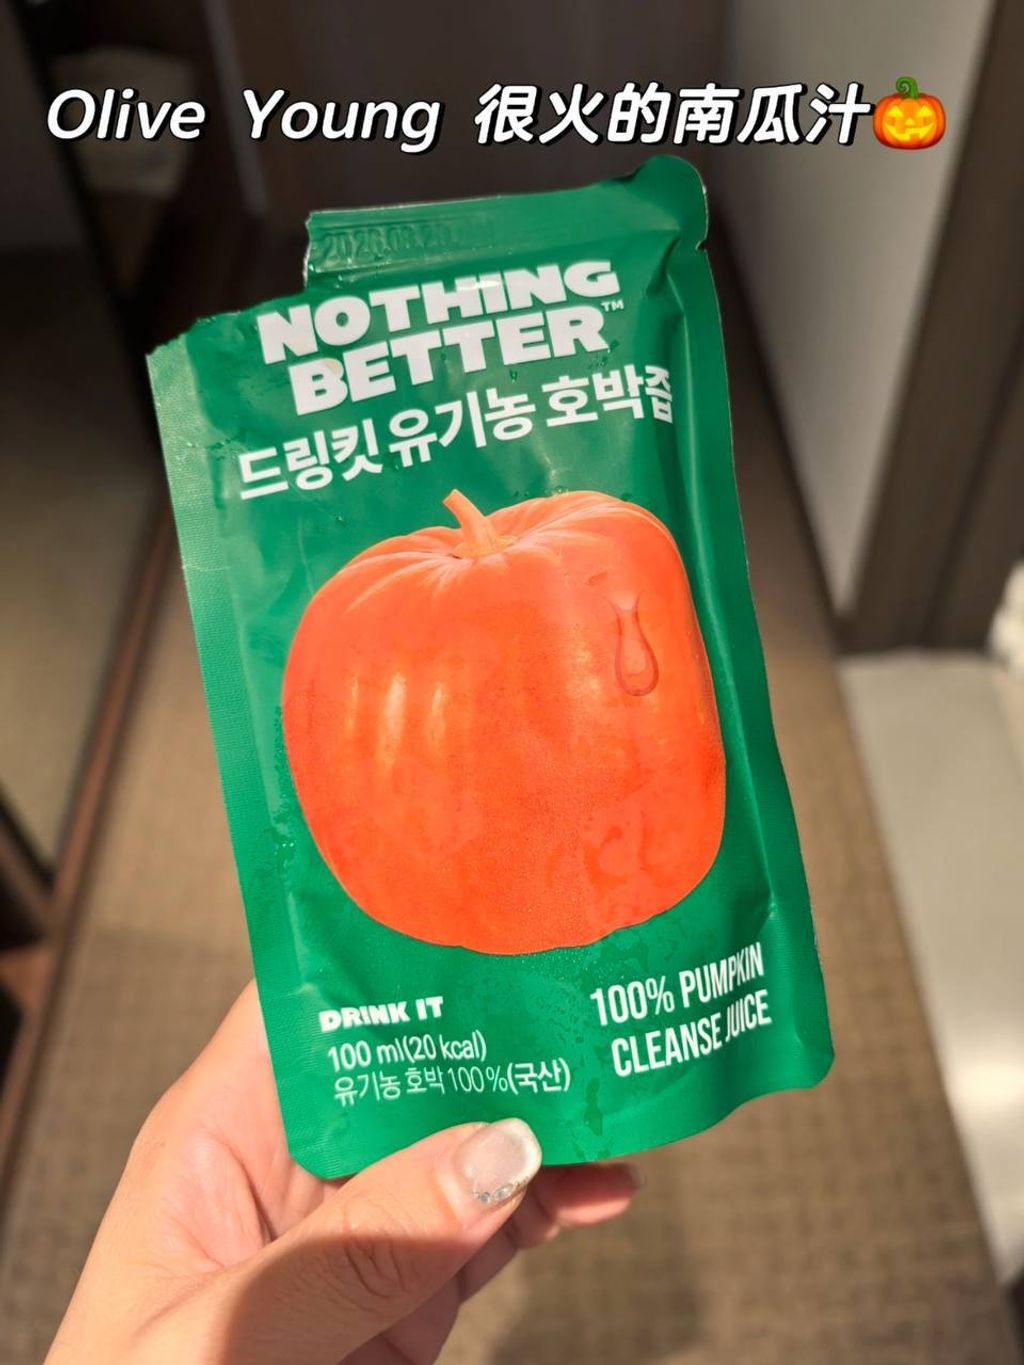 Olive Young 很火的南瓜汁🎃
NOTHING
BETTER™
드링킷 유기농 호박즙
DRINK IT
100 ml(20 kcal)
유기농 호박 100%(국산)
100% PUMPKIN
CLEANSE JUICE